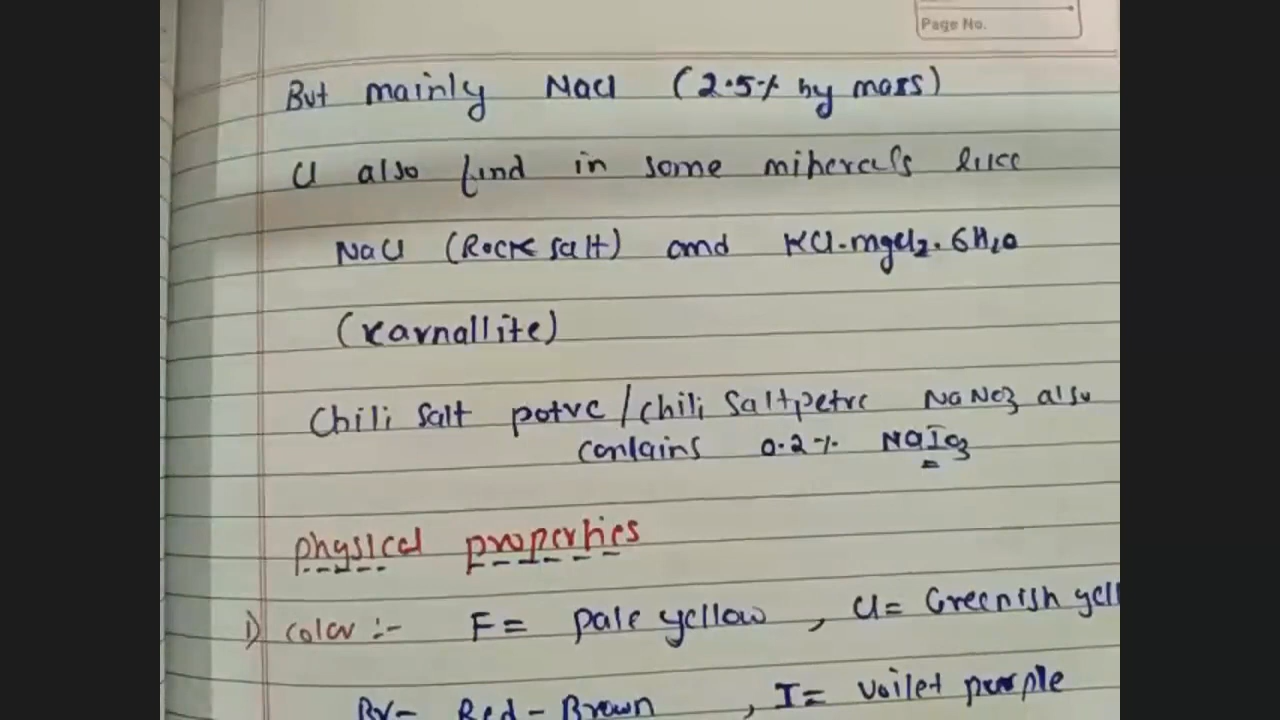 Page No.
But mainly NaCl (2.5% by mass)
Cl also find in some minerals like
NaCl (Rock salt) and KCl.mgCl2.6H2O
(Karnallite)
Chili salt potre/chili saltpetre NaNO3 also
contains 0.2% NaIO3
physical properties
1) color :- F= pale yellow, Cl= Greenish yell
Br- Red-Brown, I= voilet purple